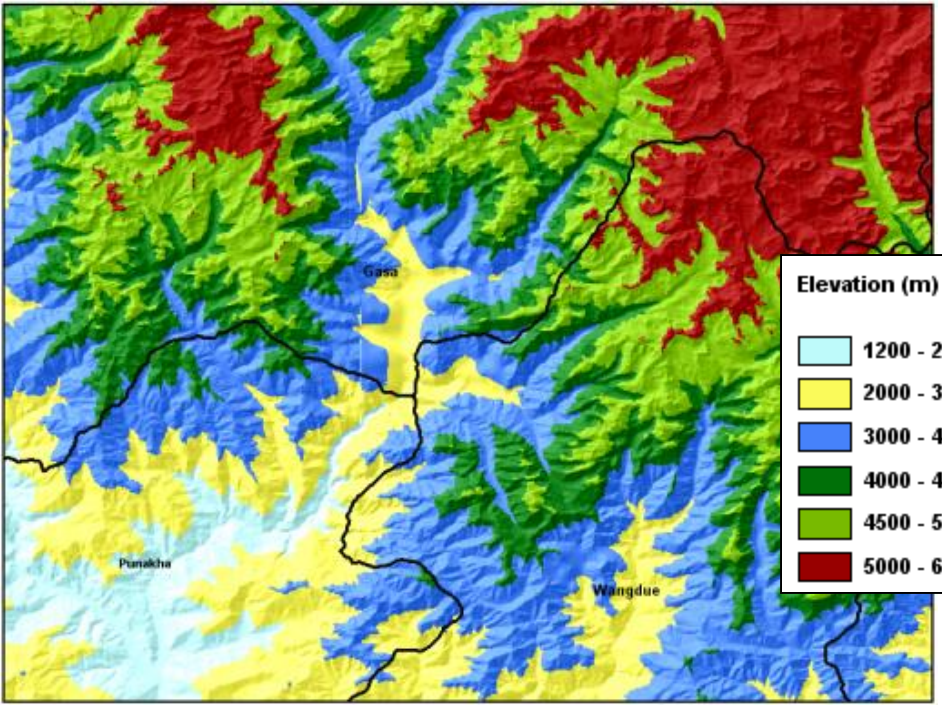 Gasa
Elevation (m)
1200 - 2
2000 - 3
3000 - 4
4000 - 4
4500 - 5
5000 - 6
Punakha
Wangdue